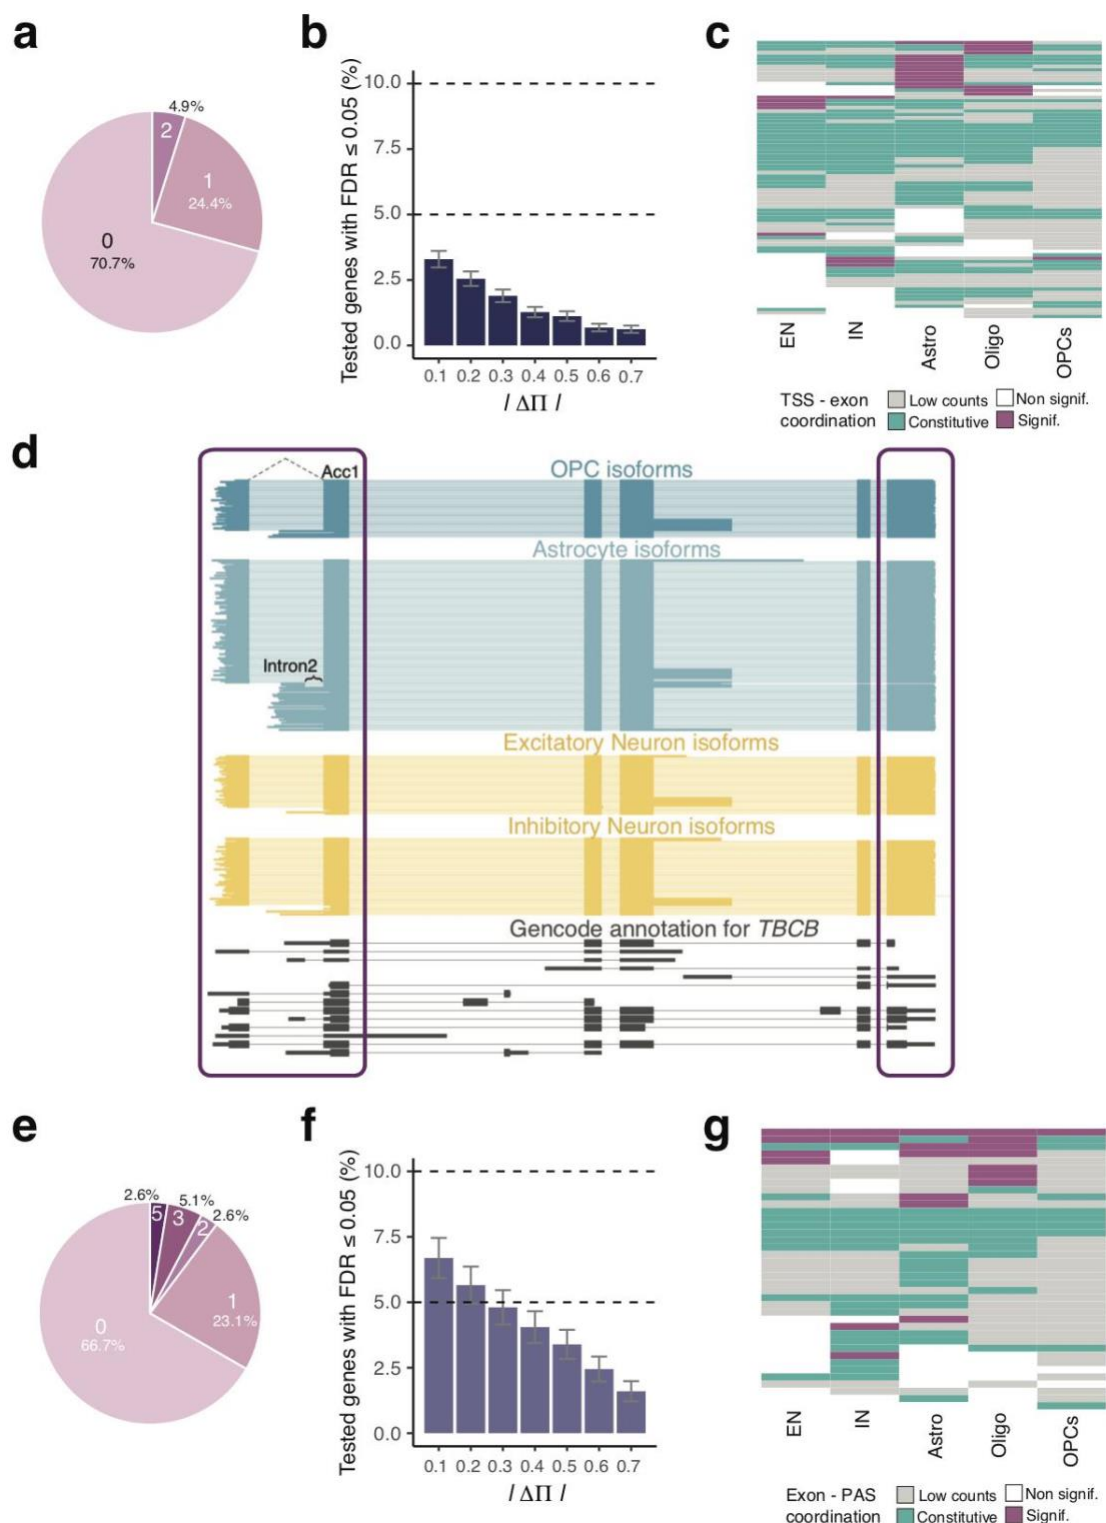 a
4.9%
2
1
24.4%
0
70.7%
b
Tested genes with FDR ≤ 0.05 (%)
10.0
7.5
5.0
2.5
0.0
0.1 0.2 0.3 0.4 0.5 0.6 0.7
| ΔΠ |
c
EN IN Astro Oligo OPCs
TSS - exon coordination
Low counts
Non signif.
Constitutive
Signif.
d
OPC isoforms
Acc1
Astrocyte isoforms
Intron2
Excitatory Neuron isoforms
Inhibitory Neuron isoforms
Gencode annotation for TBCB
e
2.6%
5.1%
2.6%
5
3
2
1
23.1%
0
66.7%
f
Tested genes with FDR ≤ 0.05 (%)
10.0
7.5
5.0
2.5
0.0
0.1 0.2 0.3 0.4 0.5 0.6 0.7
| ΔΠ |
g
EN IN Astro Oligo OPCs
Exon - PAS coordination
Low counts
Non signif.
Constitutive
Signif.